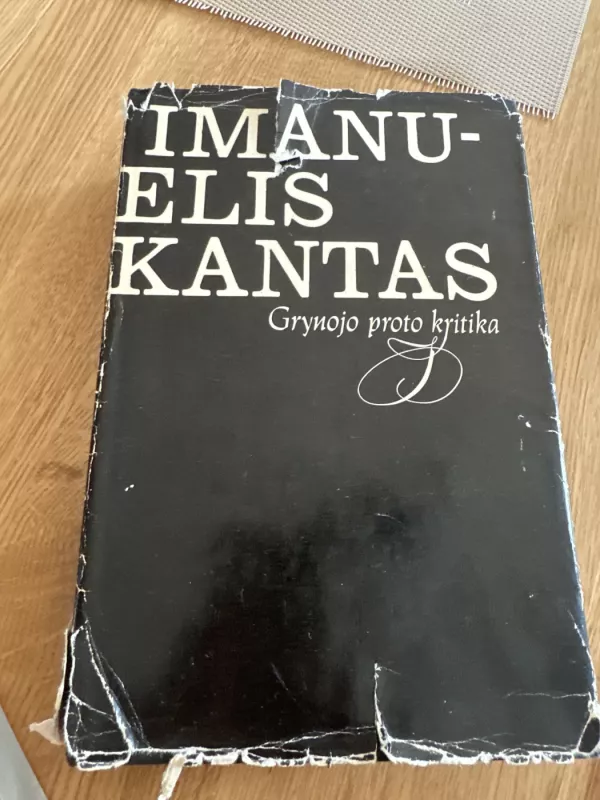 IMANU-
ELIS
KANTAS
Grynojo proto kritika